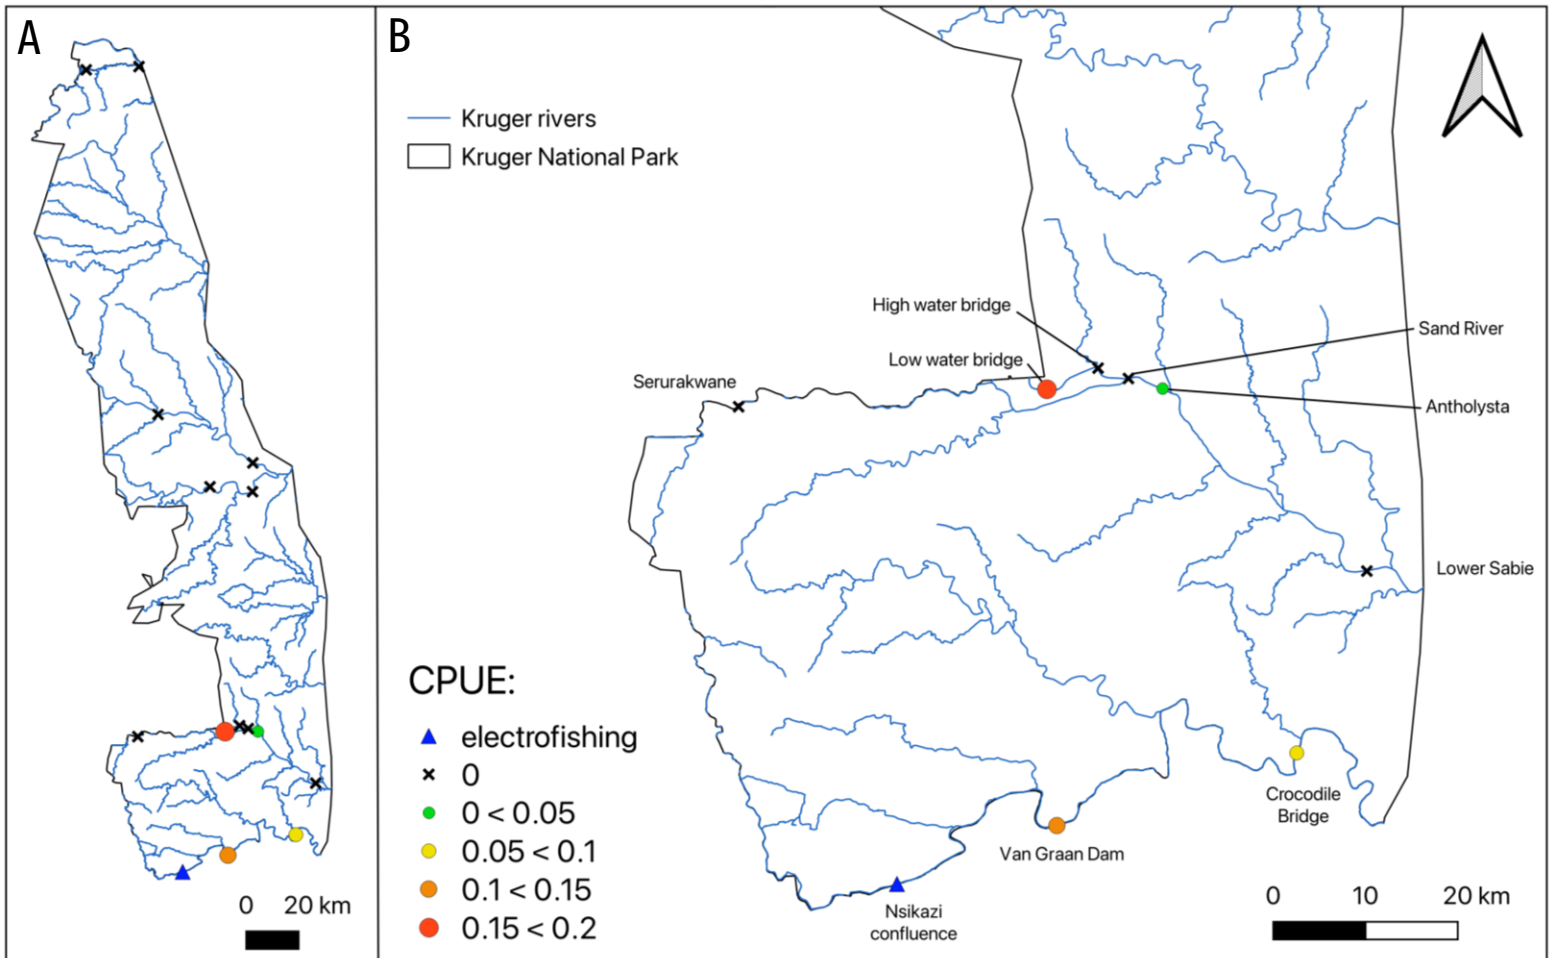 A
B
Kruger rivers
Kruger National Park
High water bridge
Sand River
Low water bridge
Serurakwane
Antholysta
Lower Sabie
CPUE:
electrofishing
0
0 < 0.05
0.05 < 0.1
0.1 < 0.15
0.15 < 0.2
Crocodile
Bridge
Van Graan Dam
Nsikazi
confluence
0 20 km
0 10 20 km